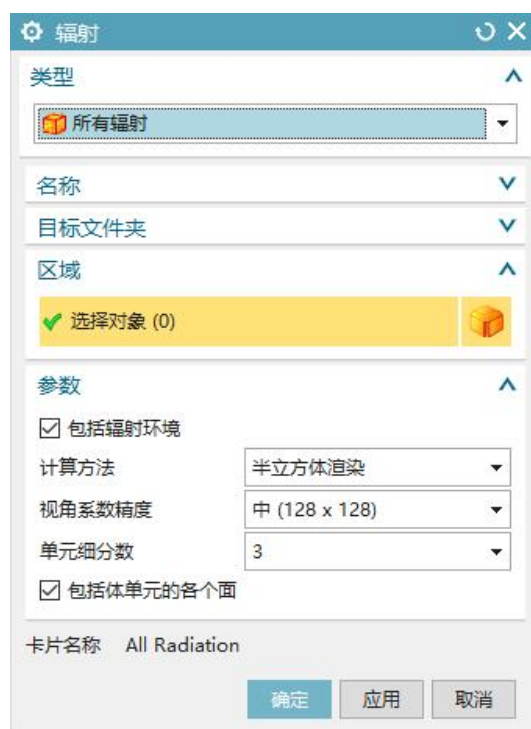 辐射
类型
所有辐射
名称
目标文件夹
区域
选择对象 (0)
参数
包括辐射环境
计算方法 半立方体渲染
视角系数精度 中 (128 x 128)
单元细分数 3
包括体单元的各个面
卡片名称 All Radiation
确定 应用 取消